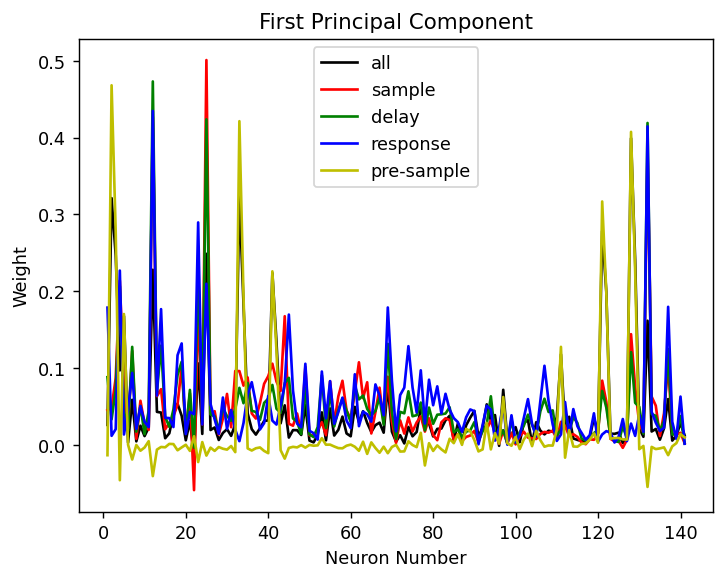 First Principal Component
all
sample
delay
response
pre-sample
0.5
0.4
0.3
0.2
0.1
0.0
Weight
0 20 40 60 80 100 120 140
Neuron Number